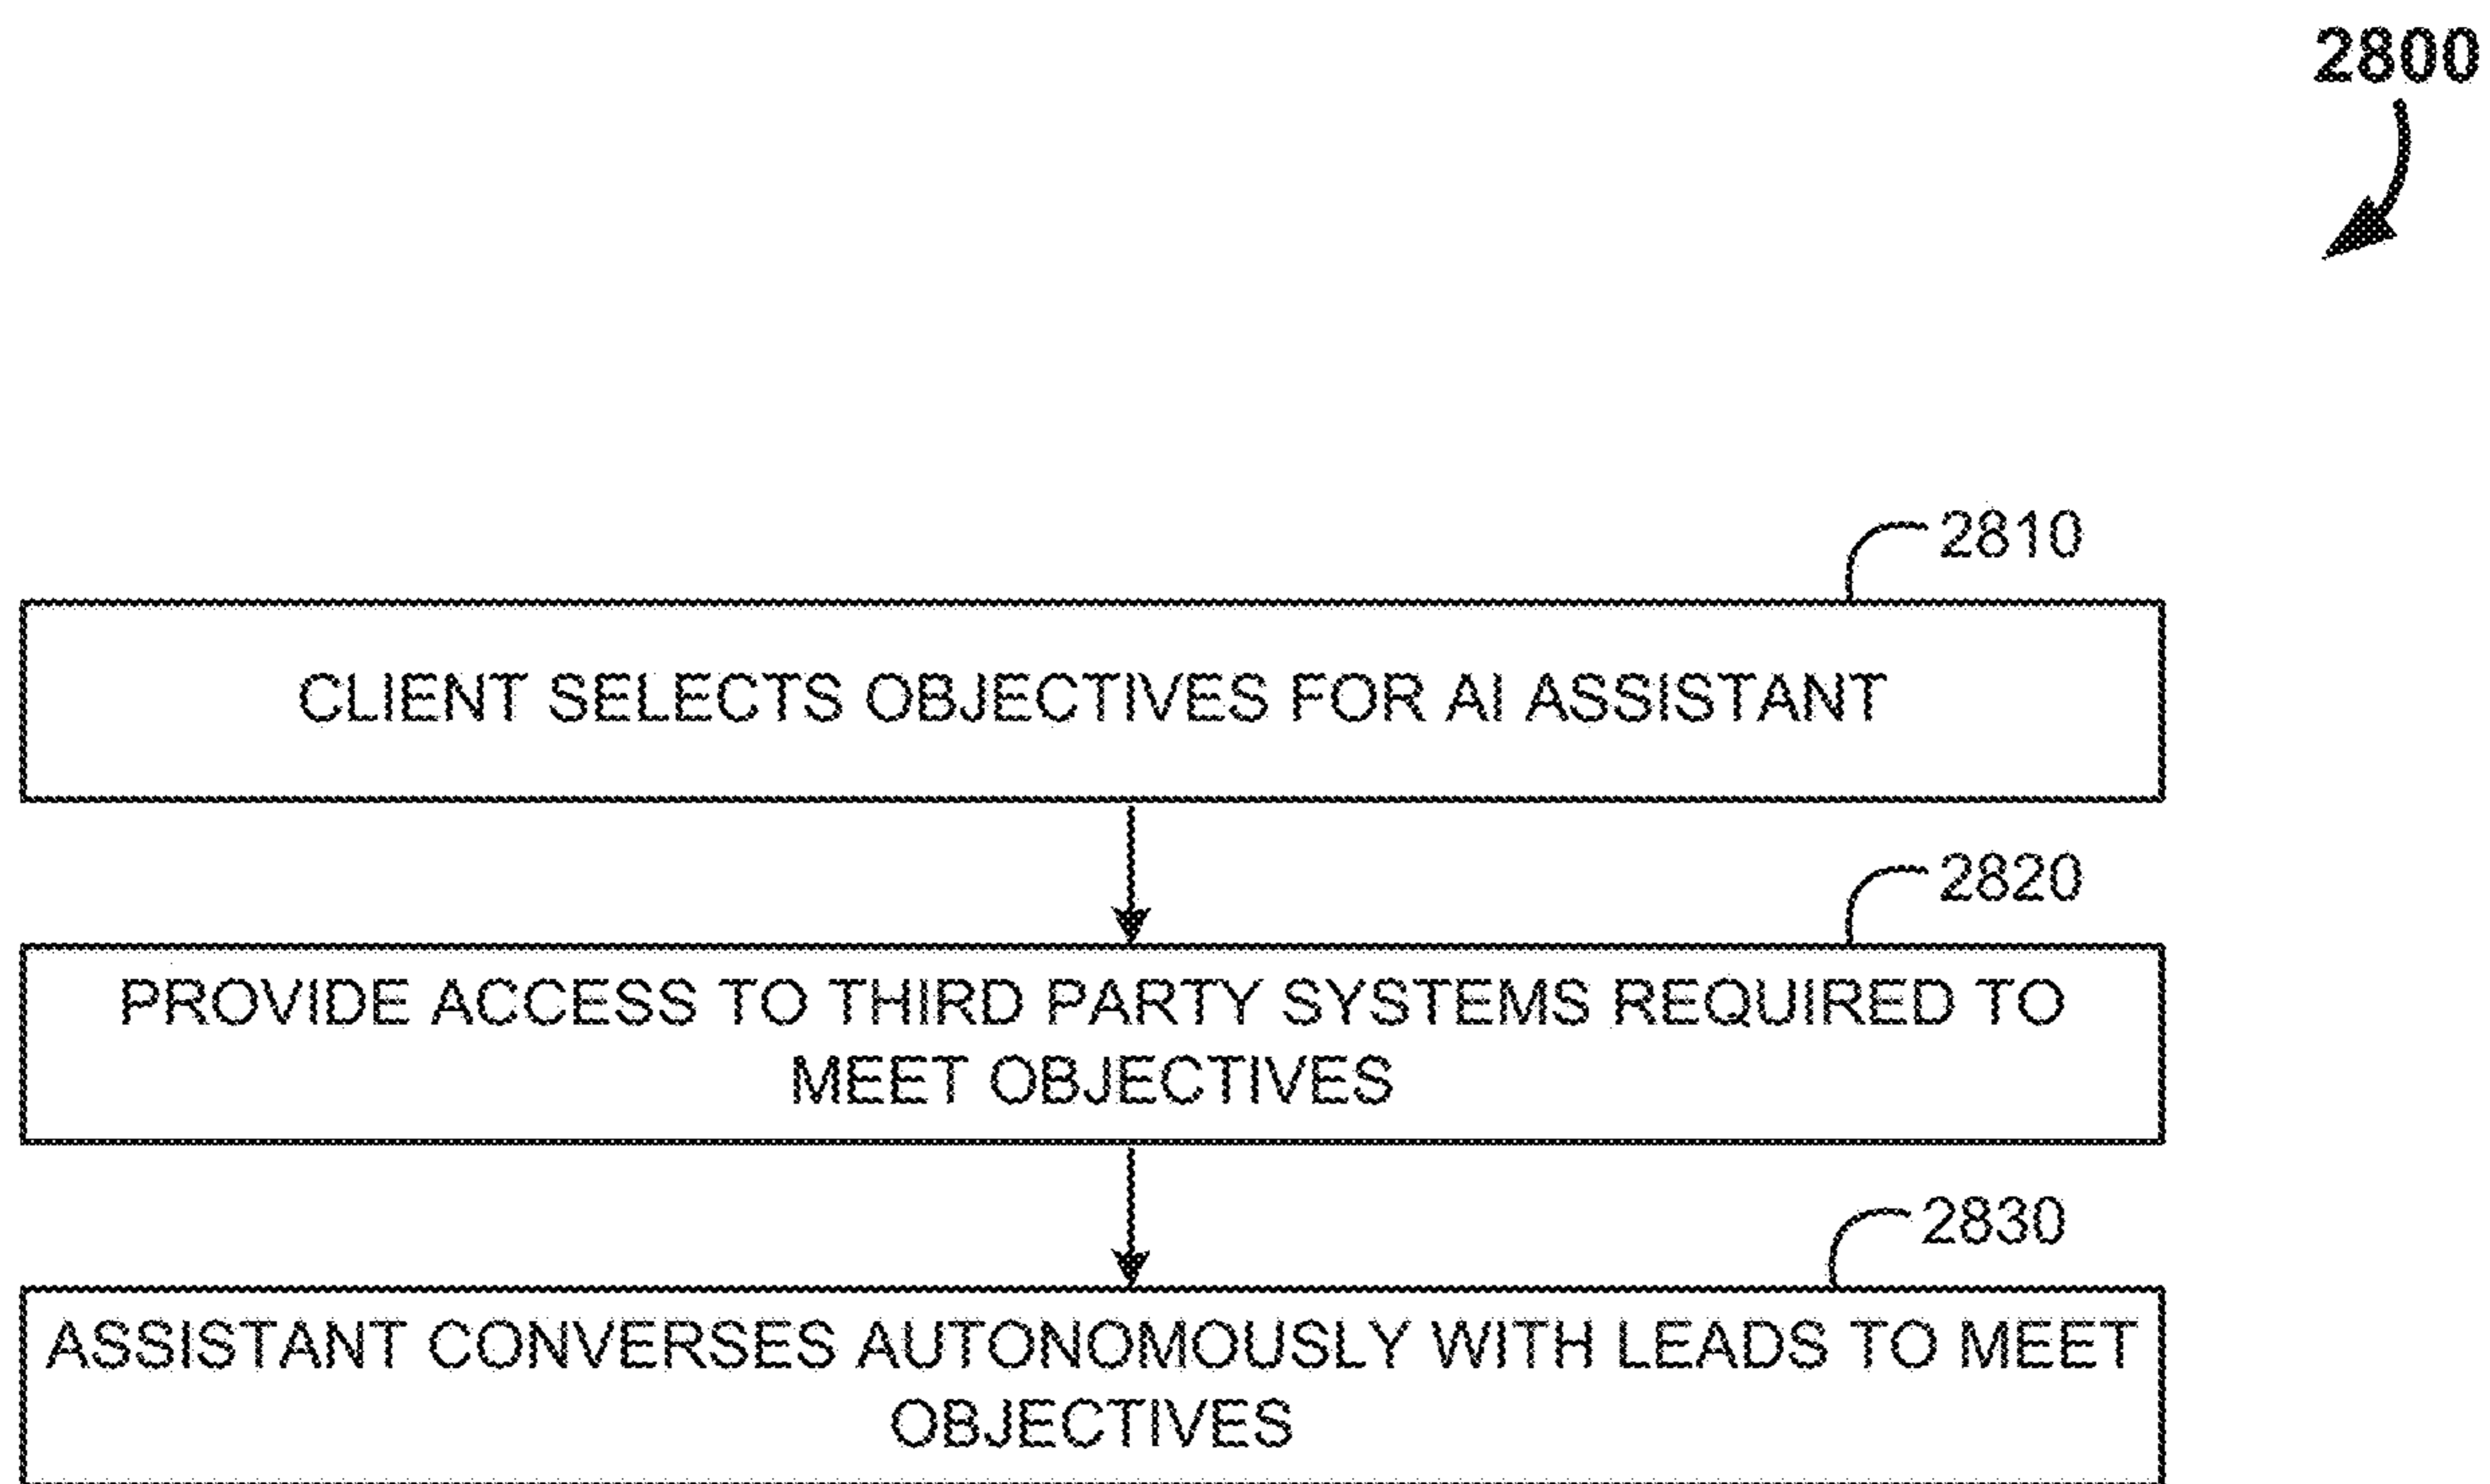 2800
2810
CLIENT SELECTS OBJECTIVES FOR AI ASSISTANT
2820
PROVIDE ACCESS TO THIRD PARTY SYSTEMS REQUIRED TO
MEET OBJECTIVES
2830
ASSISTANT CONVERSES AUTONOMOUSLY WITH LEADS TO MEET
OBJECTIVES